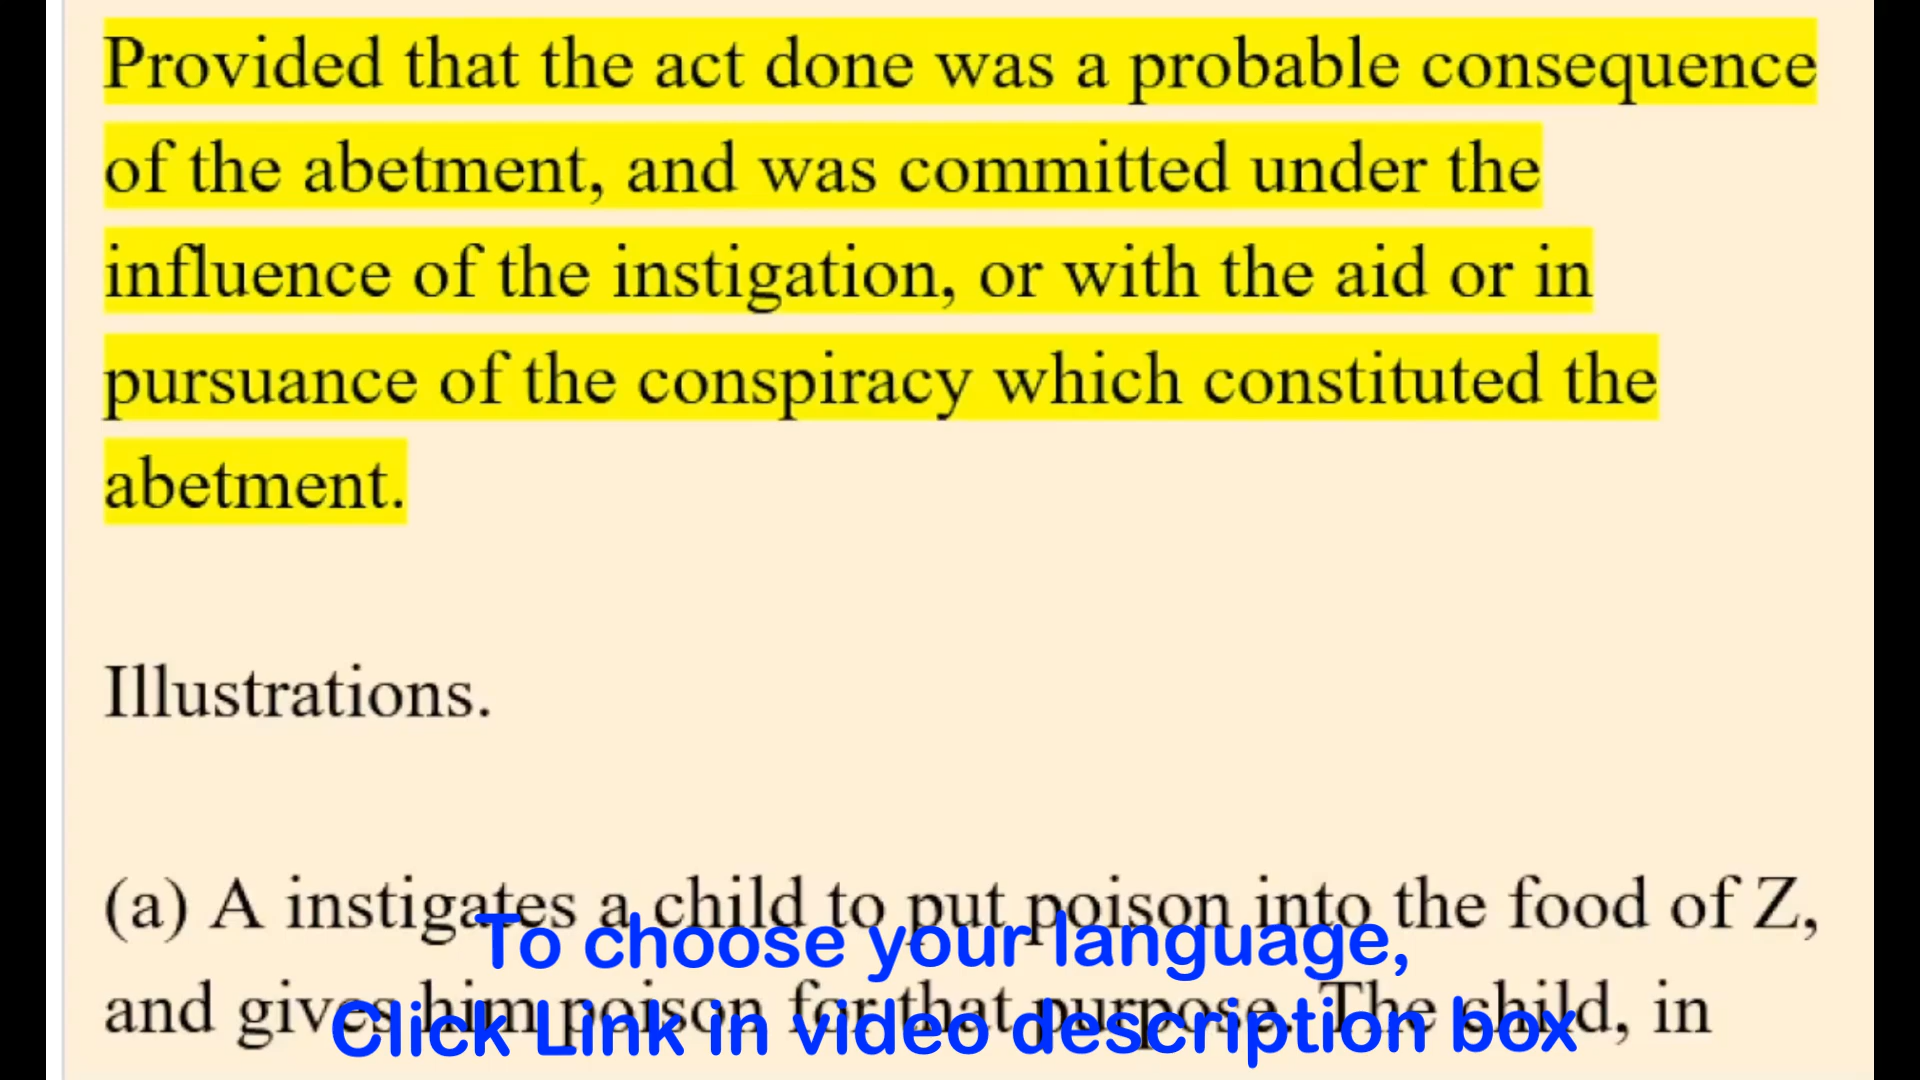 Provided that the act done was a probable consequence
of the abetment, and was committed under the
influence of the instigation, or with the aid or in
pursuance of the conspiracy which constituted the
abetment.
Illustrations.
(a) A instigates a child to put poison into the food of Z,
To choose your language,
and gives him poison for that purpose. The child, in
Click Link in video description box